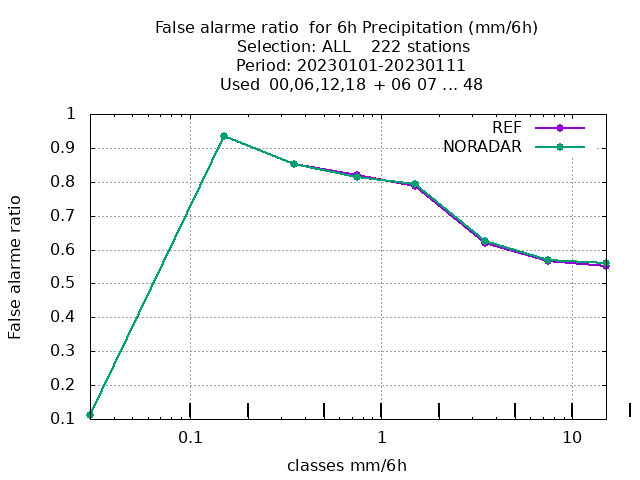 False alarme ratio  for 6h Precipitation (mm/6h)
Selection: ALL    222 stations
Period: 20230101-20230111
Used  00,06,12,18  + 06 07 ... 48
REF
NORADAR
1
0.9
0.8
0.7
0.6
0.5
0.4
0.3
0.2
0.1
False alarme ratio
0.1
1
10
classes mm/6h